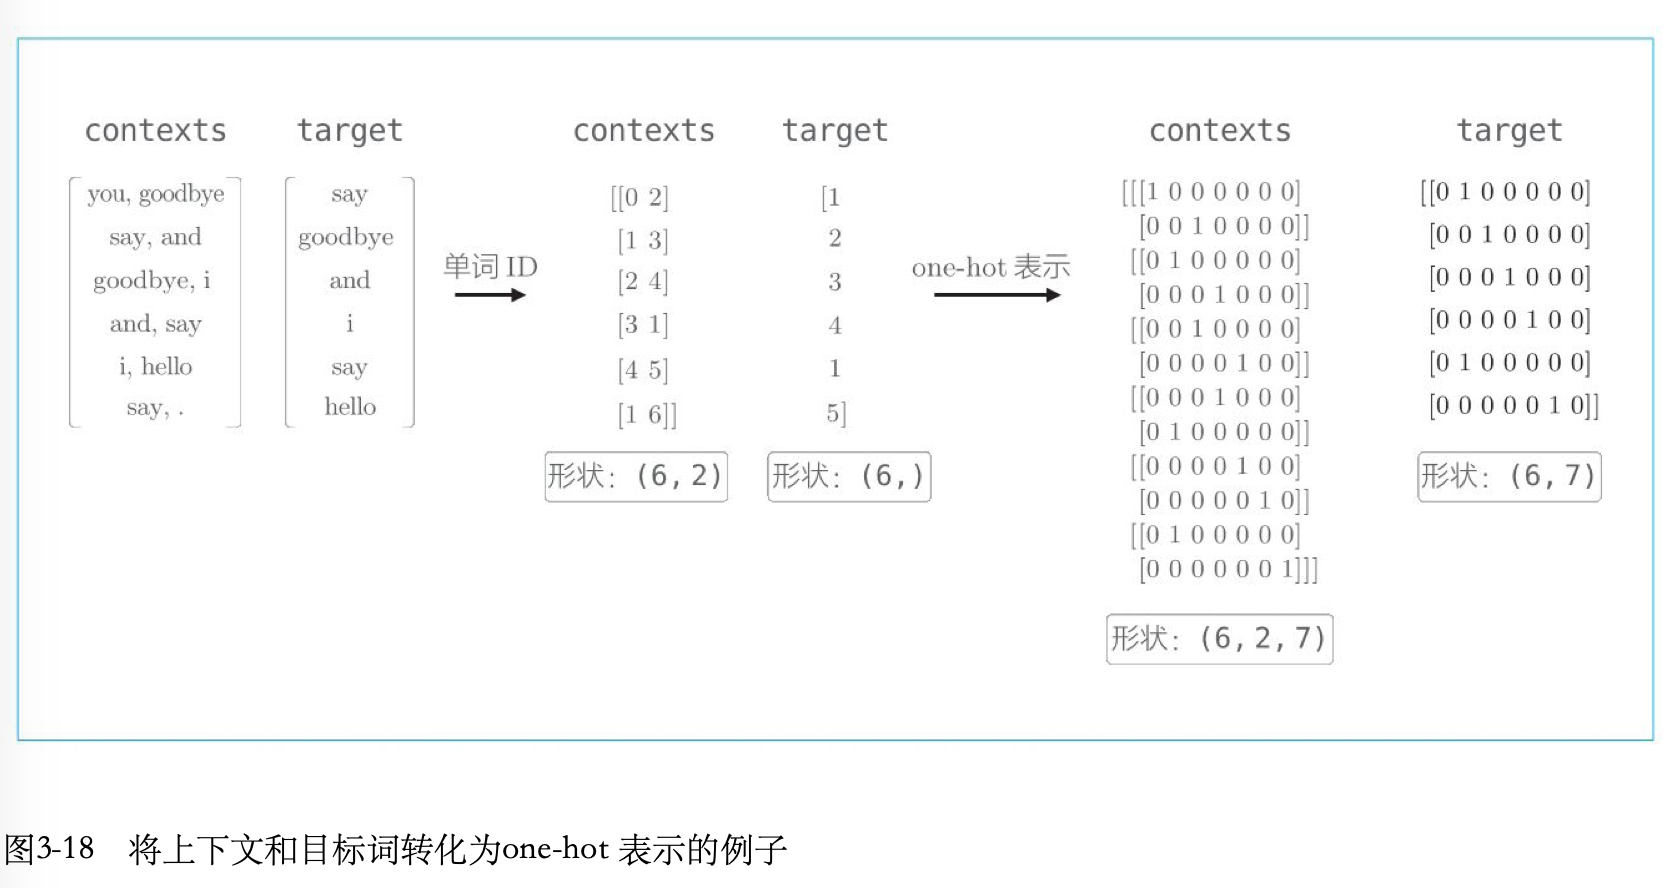 contexts target contexts target contexts target
you, goodbye
say, and
goodbye, i
and, say
i, hello
say, .
say
goodbye
and
i
say
hello
单词 ID
[[0 2]
[1 3]
[2 4]
[3 1]
[4 5]
[1 6]]
形状：(6, 2)
[1
2
3
4
1
5]
形状：(6,)
one-hot 表示
[[[1 0 0 0 0 0 0]
[0 0 1 0 0 0 0]]
[[0 1 0 0 0 0 0]
[0 0 0 1 0 0 0]]
[[0 0 1 0 0 0 0]
[0 0 0 0 1 0 0]]
[[0 0 0 1 0 0 0]
[0 1 0 0 0 0 0]]
[[0 0 0 0 1 0 0]
[0 0 0 0 0 1 0]]
[[0 1 0 0 0 0 0]
[0 0 0 0 0 0 1]]]
形状：(6, 2, 7)
[[0 1 0 0 0 0 0]
[0 0 1 0 0 0 0]
[0 0 0 1 0 0 0]
[0 0 0 0 1 0 0]
[0 1 0 0 0 0 0]
[0 0 0 0 0 1 0]]
形状：(6, 7)
图3-18 将上下文和目标词转化为one-hot 表示的例子